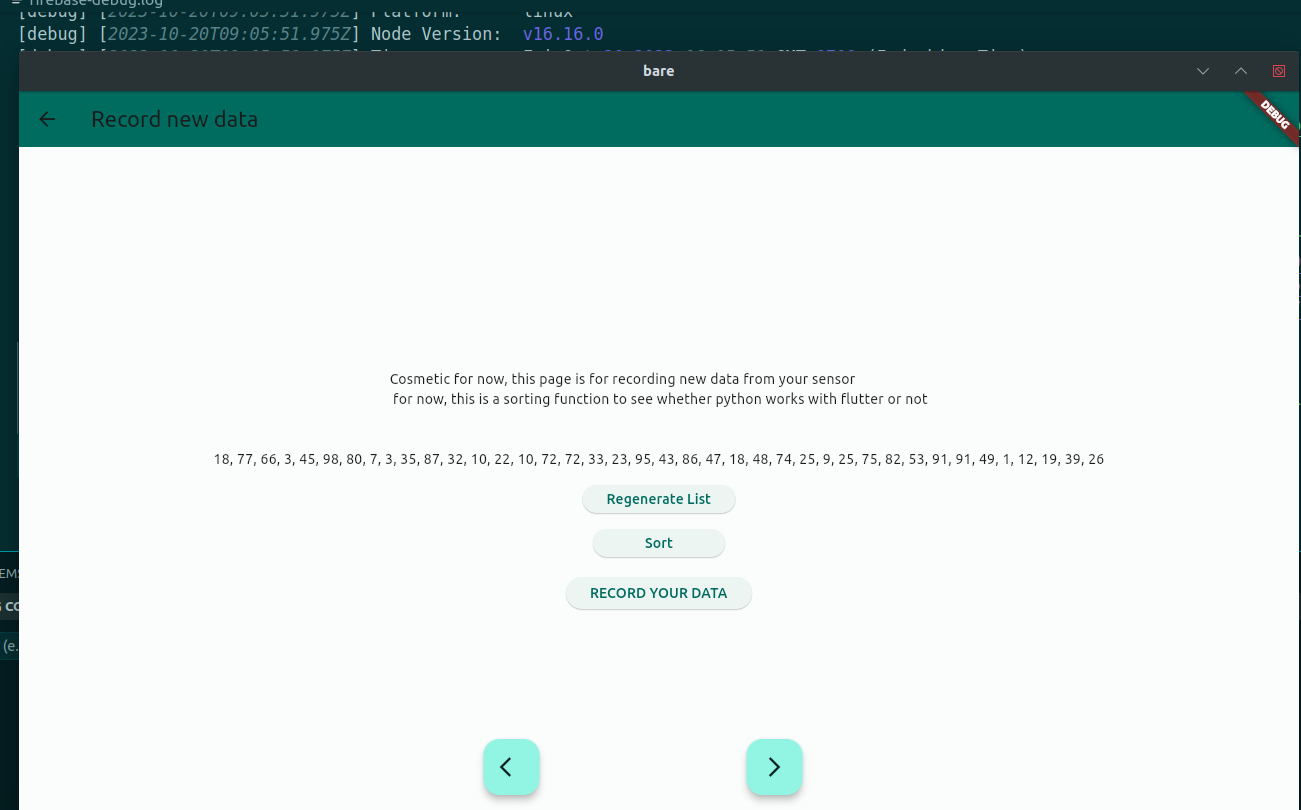 firebase-debug.log
[debug] [2023-10-20T09:05:51.975Z] Platform: linux
[debug] [2023-10-20T09:05:51.975Z] Node Version: v16.16.0
bare
Record new data
DEBUG
Cosmetic for now, this page is for recording new data from your sensor
for now, this is a sorting function to see whether python works with flutter or not
18, 77, 66, 3, 45, 98, 80, 7, 3, 35, 87, 32, 10, 22, 10, 72, 72, 33, 23, 95, 43, 86, 47, 18, 48, 74, 25, 9, 25, 75, 82, 53, 91, 91, 49, 1, 12, 19, 39, 26
Regenerate List
Sort
RECORD YOUR DATA
(e.